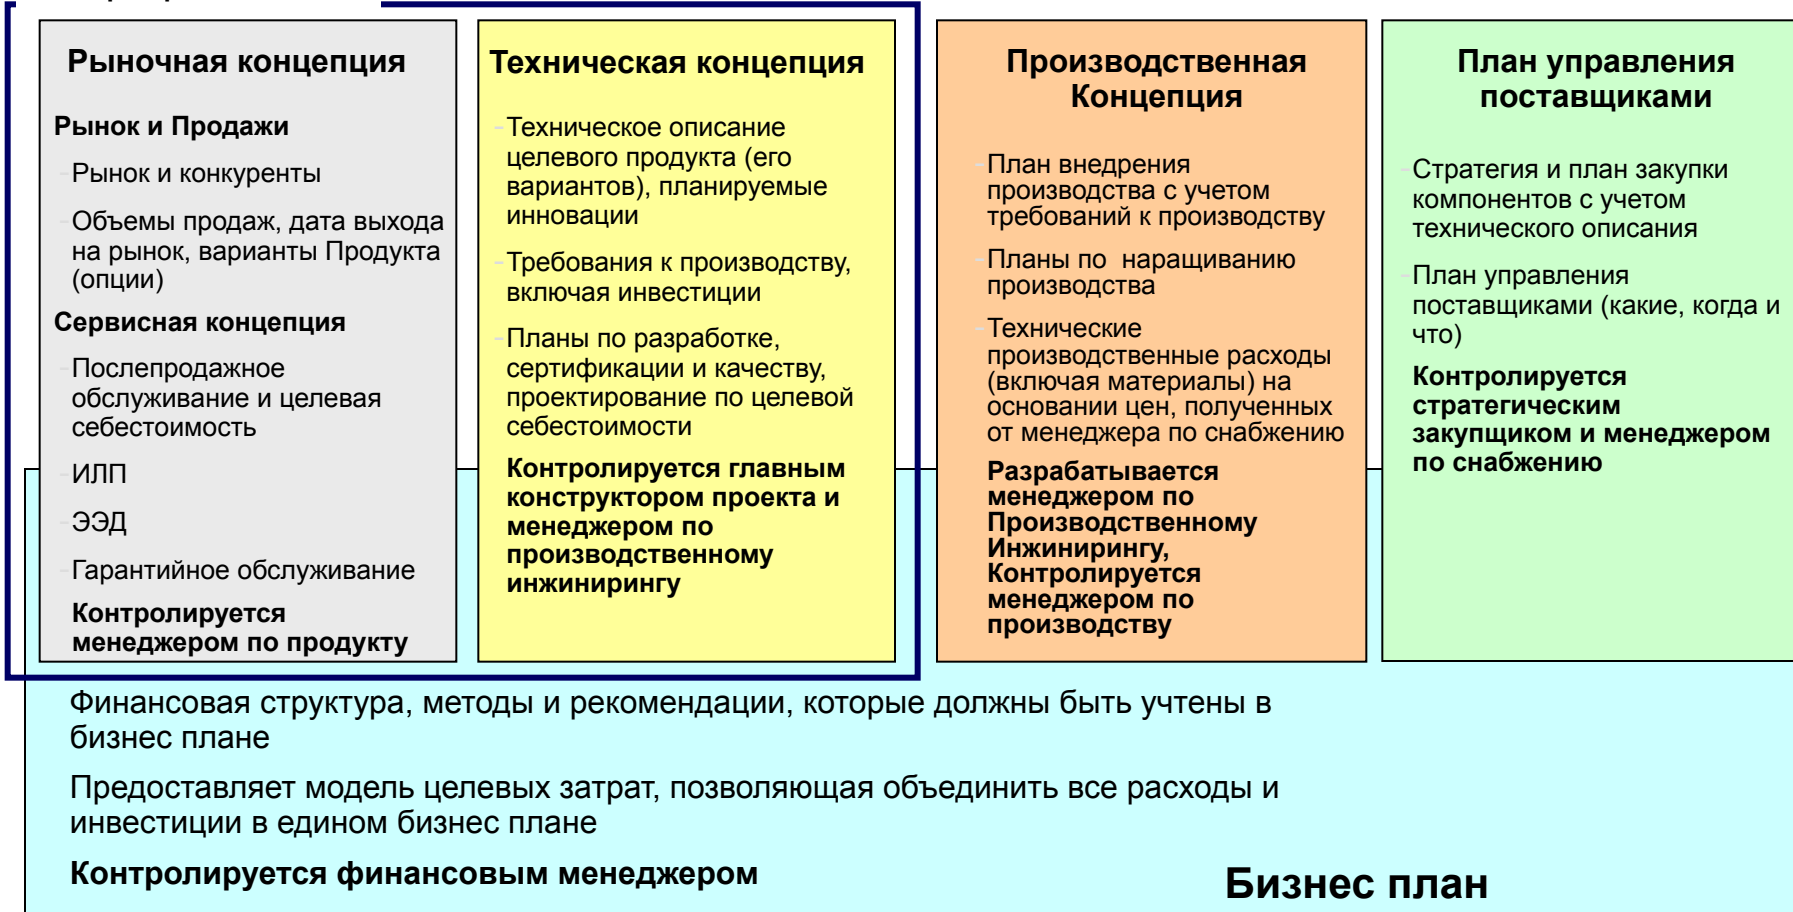 Рыночная концепция
Рынок и Продажи
-Рынок и конкуренты
-Объемы продаж, дата выхода
на рынок, варианты Продукта
(опции)
Сервисная концепция
-Послепродажное
обслуживание и целевая
себестоимость
-ИЛП
-ЭЭД
-Гарантийное обслуживание
Контролируется
менеджером по продукту
Техническая концепция
-Техническое описание
целевого продукта (его
вариантов), планируемые
инновации
-Требования к производству,
включая инвестиции
-Планы по разработке,
сертификации и качеству,
проектирование по целевой
себестоимости
Контролируется главным
конструктором проекта и
менеджером по
производственному
инжинирингу
Производственная
Концепция
-План внедрения
производства с учетом
требований к производству
-Планы по  наращиванию
производства
-Технические
производственные расходы
(включая материалы) на
основании цен, полученных
от менеджера по снабжению
Разрабатывается
менеджером по
Производственному
Инжинирингу,
Контролируется
менеджером по
производству
План управления
поставщиками
-Стратегия и план закупки
компонентов с учетом
технического описания
-План управления
поставщиками (какие, когда и
что)
Контролируется
стратегическим
закупщиком и менеджером
по снабжению
Финансовая структура, методы и рекомендации, которые должны быть учтены в
бизнес плане
Предоставляет модель целевых затрат, позволяющая объединить все расходы и
инвестиции в едином бизнес плане
Контролируется финансовым менеджером
Бизнес план